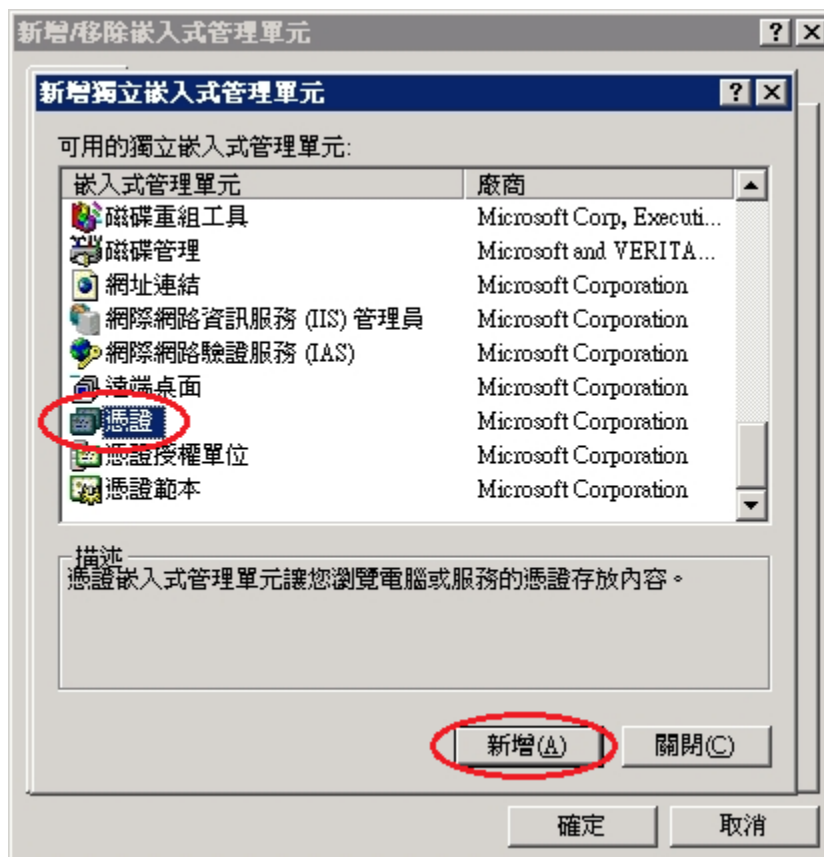 新增/移除嵌入式管理單元
新增獨立嵌入式管理單元
可用的獨立嵌入式管理單元:
嵌入式管理單元 廠商
磁碟重組工具 Microsoft Corp, Executi...
磁碟管理 Microsoft and VERITA...
網址連結 Microsoft Corporation
網際網路資訊服務 (IIS) 管理員 Microsoft Corporation
網際網路驗證服務 (IAS) Microsoft Corporation
遠端桌面 Microsoft Corporation
憑證 Microsoft Corporation
憑證授權單位 Microsoft Corporation
憑證範本 Microsoft Corporation
描述
憑證嵌入式管理單元讓您瀏覽電腦或服務的憑證存放內容。
新增(A) 關閉(C)
確定 取消